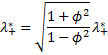 λ₊* = √((1 + ϕ²)/(1 − ϕ²)) λ₊*